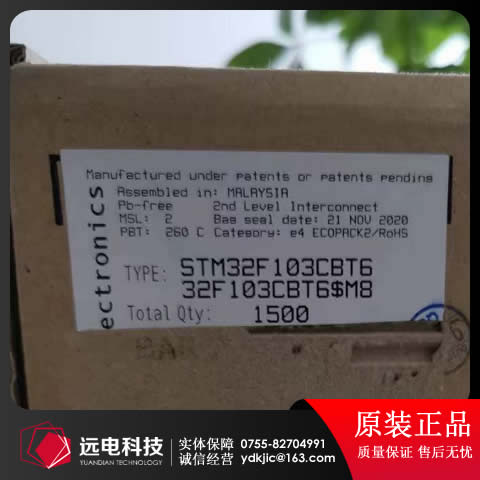 Manufactured under patents or patents pending
Assembled in: MALAYSIA
Pb-free 2nd Level Interconnect
MSL: 2 Bag seal date: 21 NOV 2020
PBT: 260 C Category: e4 ECOPACK2/RoHS
ectronics
TYPE: STM32F103CBT6
32F103CBT6$M8
Total Qty: 1500
远电科技
YUANDIAN TECHNOLOGY
实体保障 0755-82704991
诚信经营 ydkjic@163.com
原装正品
质量保证 售后无忧